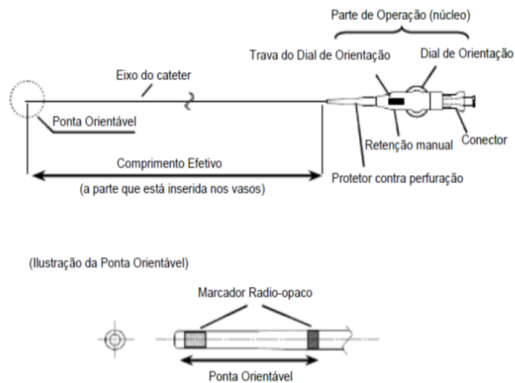 Parte de Operação (núcleo)
Trava do Dial de Orientação
Dial de Orientação
Eixo do cateter
Ponta Orientável
Retenção manual
Conector
Comprimento Efetivo
(a parte que está inserida nos vasos)
Protetor contra perfuração
(Ilustração da Ponta Orientável)
Marcador Radio-opaco
Ponta Orientável